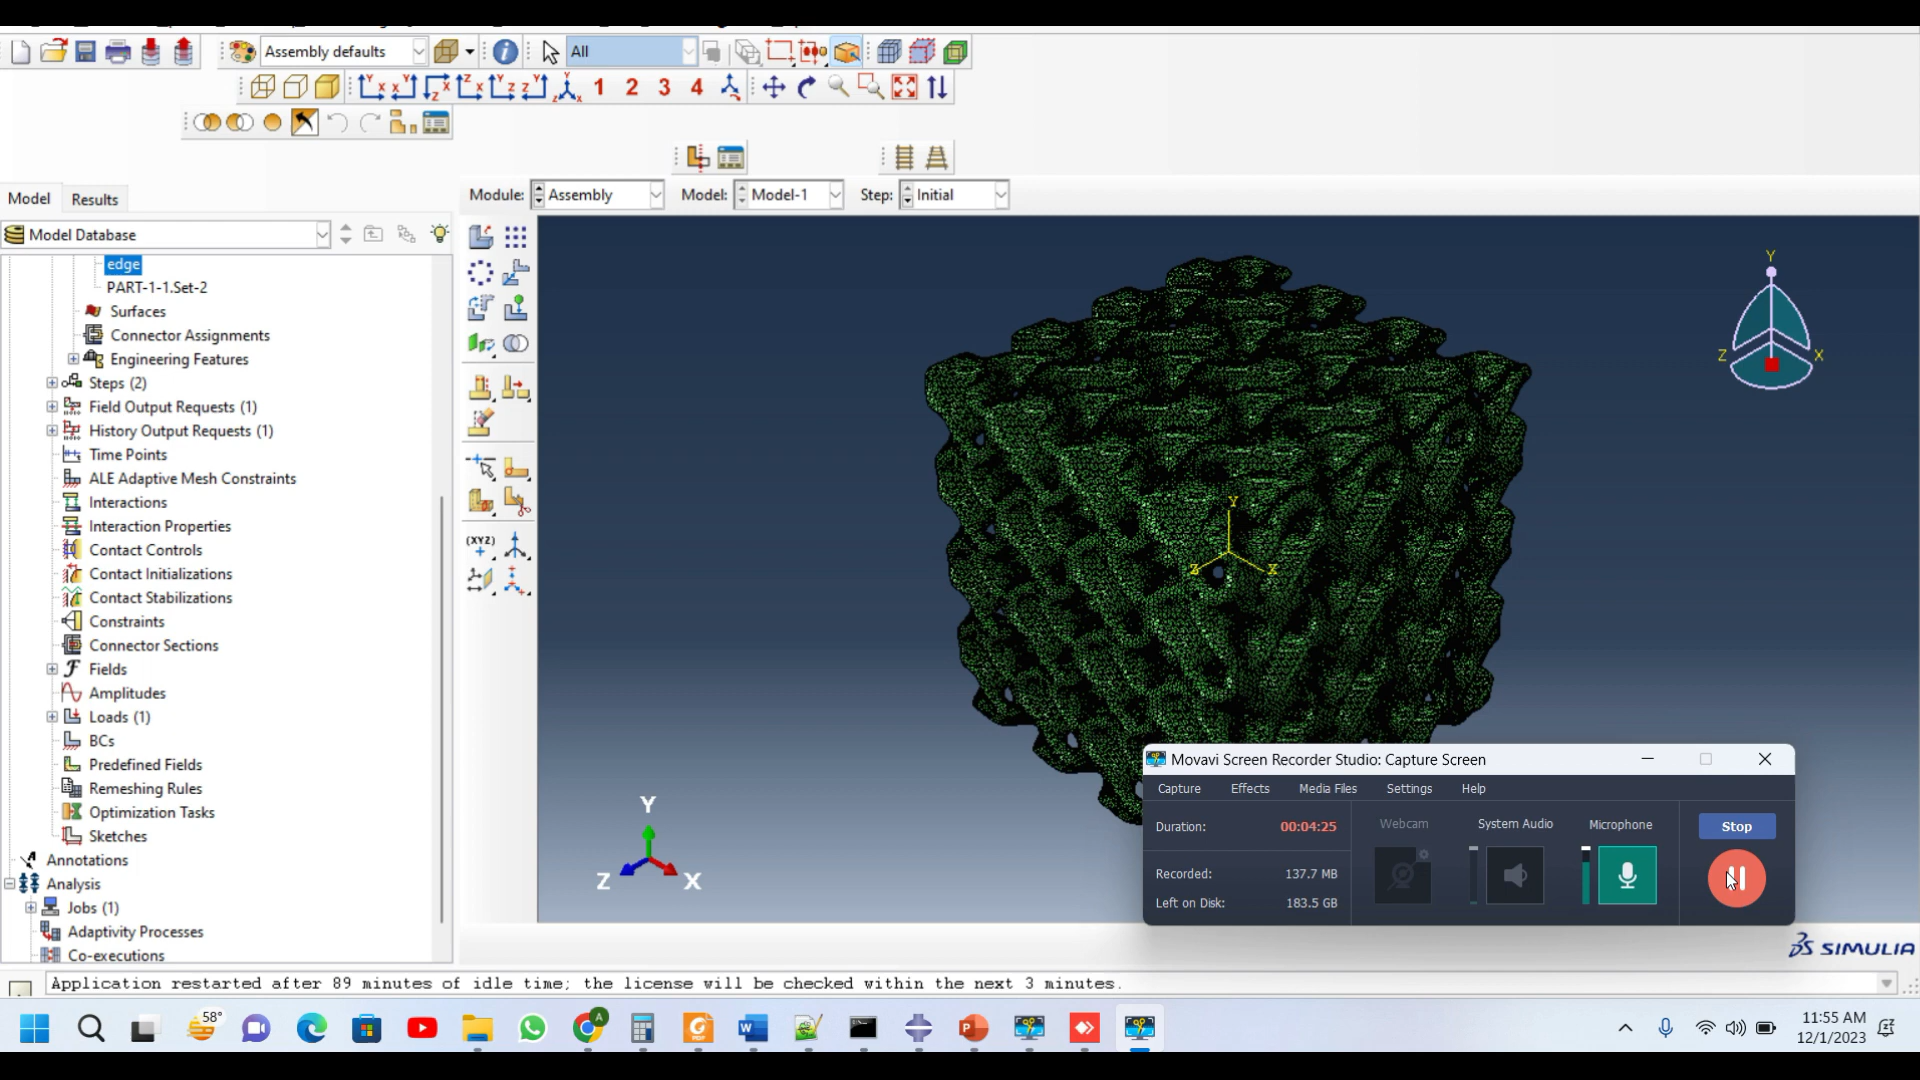 Assembly defaults
All
1 2 3 4
Model
Results
Module: Assembly
Model: Model-1
Step: Initial
Model Database
edge
PART-1-1.Set-2
Surfaces
Connector Assignments
Engineering Features
Steps (2)
Field Output Requests (1)
History Output Requests (1)
Time Points
ALE Adaptive Mesh Constraints
Interactions
Interaction Properties
Contact Controls
Contact Initializations
Contact Stabilizations
Constraints
Connector Sections
Fields
Amplitudes
Loads (1)
BCs
Predefined Fields
Remeshing Rules
Optimization Tasks
Sketches
Annotations
Analysis
Jobs (1)
Adaptivity Processes
Co-executions
(XYZ)
Y
Z
X
Y
Z
X
Y
Z
X
Movavi Screen Recorder Studio: Capture Screen
Capture
Effects
Media Files
Settings
Help
Duration: 00:04:25
Recorded: 137.7 MB
Left on Disk: 183.5 GB
Webcam
System Audio
Microphone
Stop
SIMULIA
Application restarted after 89 minutes of idle time; the license will be checked within the next 3 minutes.
58°
A
11:55 AM
12/1/2023